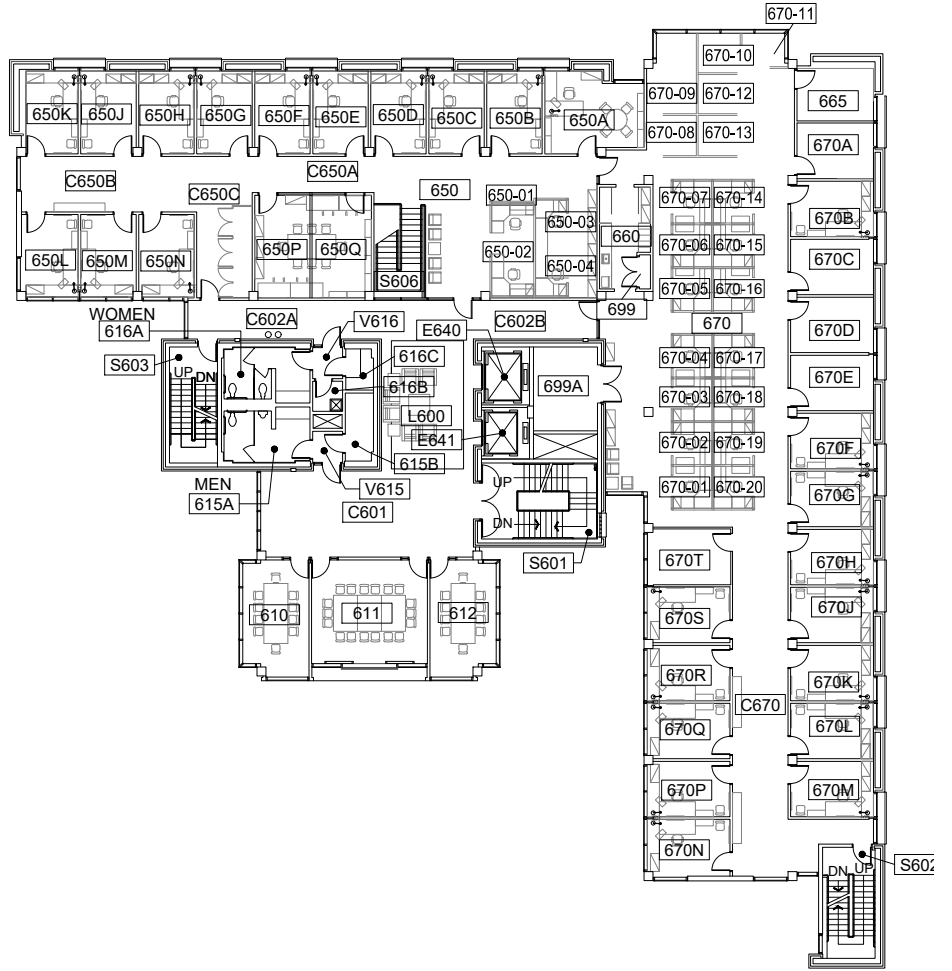 670-11
670-10
670-09
670-12
665
650K
650J
650H
650G
650F
650E
650D
650C
650B
650A
670-08
670-13
670A
C650B
C650A
C650C
650
650-01
670-07
670-14
670B
650-03
650P
650Q
660
650-02
670-06
670-15
670C
650L
650M
650N
650-04
S606
670-05
670-16
699
WOMEN
616A
C602A
V616
E640
C602B
670
670D
S603
UP
DN
616C
670-04
670-17
616B
699A
670E
670-03
670-18
L600
E641
615B
670-02
670-19
670F
MEN
615A
V615
UP
670-01
670-20
670G
C601
DN
S601
670T
670H
610
611
612
670S
670J
670R
670K
C670
670Q
670L
670P
670M
670N
S602
DN
UP